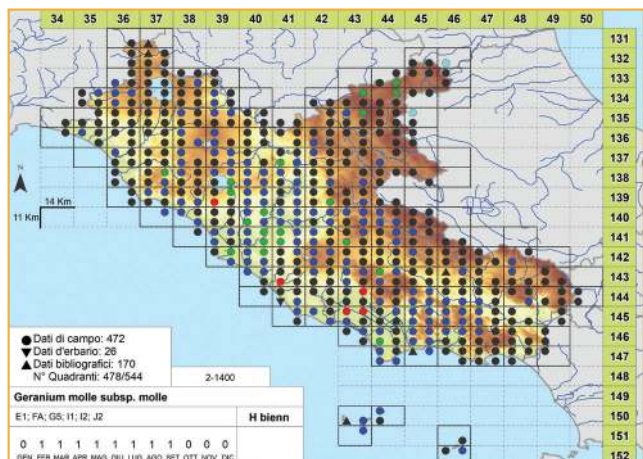 34 35 36 37 38 39 40 41 42 43 44 45 46 47 48 49 50
131
132
133
134
135
136
137
138
139
140
141
142
143
144
145
146
147
148
149
150
151
152
N
14 Km
11 Km
Dati di campo: 472
Dati d'erbario: 26
Dati bibliografici: 170
N° Quadranti: 478/544
2-1400
Geranium molle subsp. molle
E1; FA; G5; I1; I2; J2
H bienn
0 1 1 1 1 1 1 1 1 0 0 0
GEN FEB MAR APR MAG GIU LUG AGO SET OTT NOV DIC